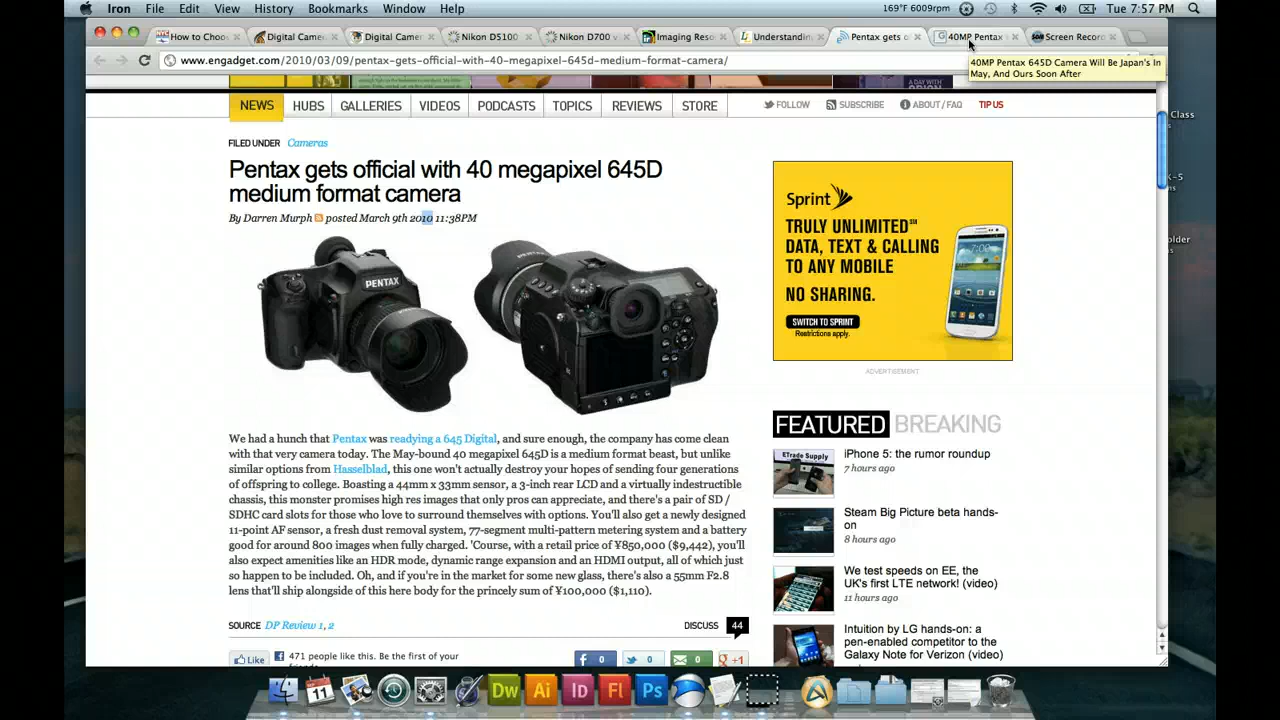 Iron File Edit View History Bookmarks Window Help 169°F 6009rpm Tue 7:57 PM
How to Choo Digital Came Digital Camer Nikon D5100 Nikon D700 v Imaging Reso Understandin Pentax gets o 40MP Pentax Screen Record
www.engadget.com/2010/03/09/pentax-gets-official-with-40-megapixel-645d-medium-format-camera/
40MP Pentax 645D Camera Will Be Japan's In
May, And Ours Soon After
NEWS HUBS GALLERIES VIDEOS PODCASTS TOPICS REVIEWS STORE FOLLOW SUBSCRIBE ABOUT / FAQ TIP US
Class
K-5
older
FILED UNDER Cameras
Pentax gets official with 40 megapixel 645D
medium format camera
By Darren Murph posted March 9th 2010 11:38PM
PENTAX
Sprint
TRULY UNLIMITED
DATA, TEXT & CALLING
TO ANY MOBILE
NO SHARING.
SWITCH TO SPRINT
Restrictions apply.
7:00
ADVERTISEMENT
We had a hunch that Pentax was readying a 645 Digital, and sure enough, the company has come clean
with that very camera today. The May-bound 40 megapixel 645D is a medium format beast, but unlike
similar options from Hasselblad, this one won't actually destroy your hopes of sending four generations
of offspring to college. Boasting a 44mm x 33mm sensor, a 3-inch rear LCD and a virtually indestructible
chassis, this monster promises high res images that only pros can appreciate, and there's a pair of SD /
SDHC card slots for those who love to surround themselves with options. You'll also get a newly designed
11-point AF sensor, a fresh dust removal system, 77-segment multi-pattern metering system and a battery
good for around 800 images when fully charged. 'Course, with a retail price of ¥850,000 ($9,442), you'll
also expect amenities like an HDR mode, dynamic range expansion and an HDMI output, all of which just
so happen to be included. Oh, and if you're in the market for some new glass, there's also a 55mm F2.8
lens that'll ship alongside of this here body for the princely sum of ¥100,000 ($1,110).
SOURCE DP Review 1, 2 DISCUSS 44
Like 471 people like this. Be the first of your
friends.
0 0 0 +1
FEATURED BREAKING
ETrade Supply
iPhone 5: the rumor roundup
7 hours ago
Steam Big Picture beta hands-
on
8 hours ago
We test speeds on EE, the
UK's first LTE network! (video)
11 hours ago
Intuition by LG hands-on: a
pen-enabled competitor to the
Galaxy Note for Verizon (video)
11 Dw Ai Id Fl Ps